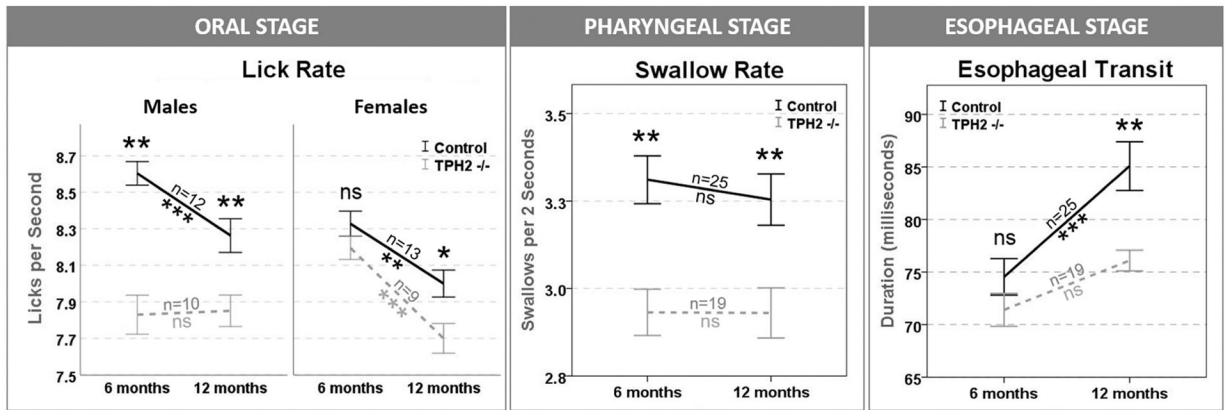 ORAL STAGE
Lick Rate
Males
Females
Control
TPH2 -/-
Licks per Second
8.7
8.5
8.3
8.1
7.9
7.7
7.5
**
n=12
***
**
n=10
ns
ns
n=13
**
*
n=9
***
6 months
12 months
6 months
12 months
PHARYNGEAL STAGE
Swallow Rate
Control
TPH2 -/-
Swallows per 2 Seconds
3.5
3.3
3.0
2.8
**
n=25
ns
**
n=19
ns
6 months
12 months
ESOPHAGEAL STAGE
Esophageal Transit
Control
TPH2 -/-
Duration (milliseconds)
90
85
80
75
70
65
ns
n=25
***
**
n=19
ns
6 months
12 months